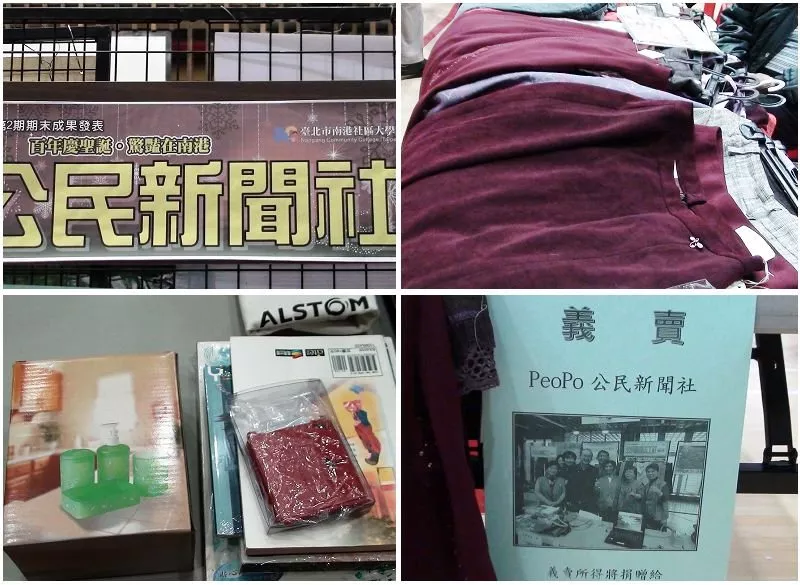 第2期期末成果發表
臺北市南港社區大學
Nangang Community College, Taipei
百年慶聖誕。驚豔在南港
公民新聞社
ALSTOM
義賣
PeoPo 公民新聞社
義賣所得將捐贈給